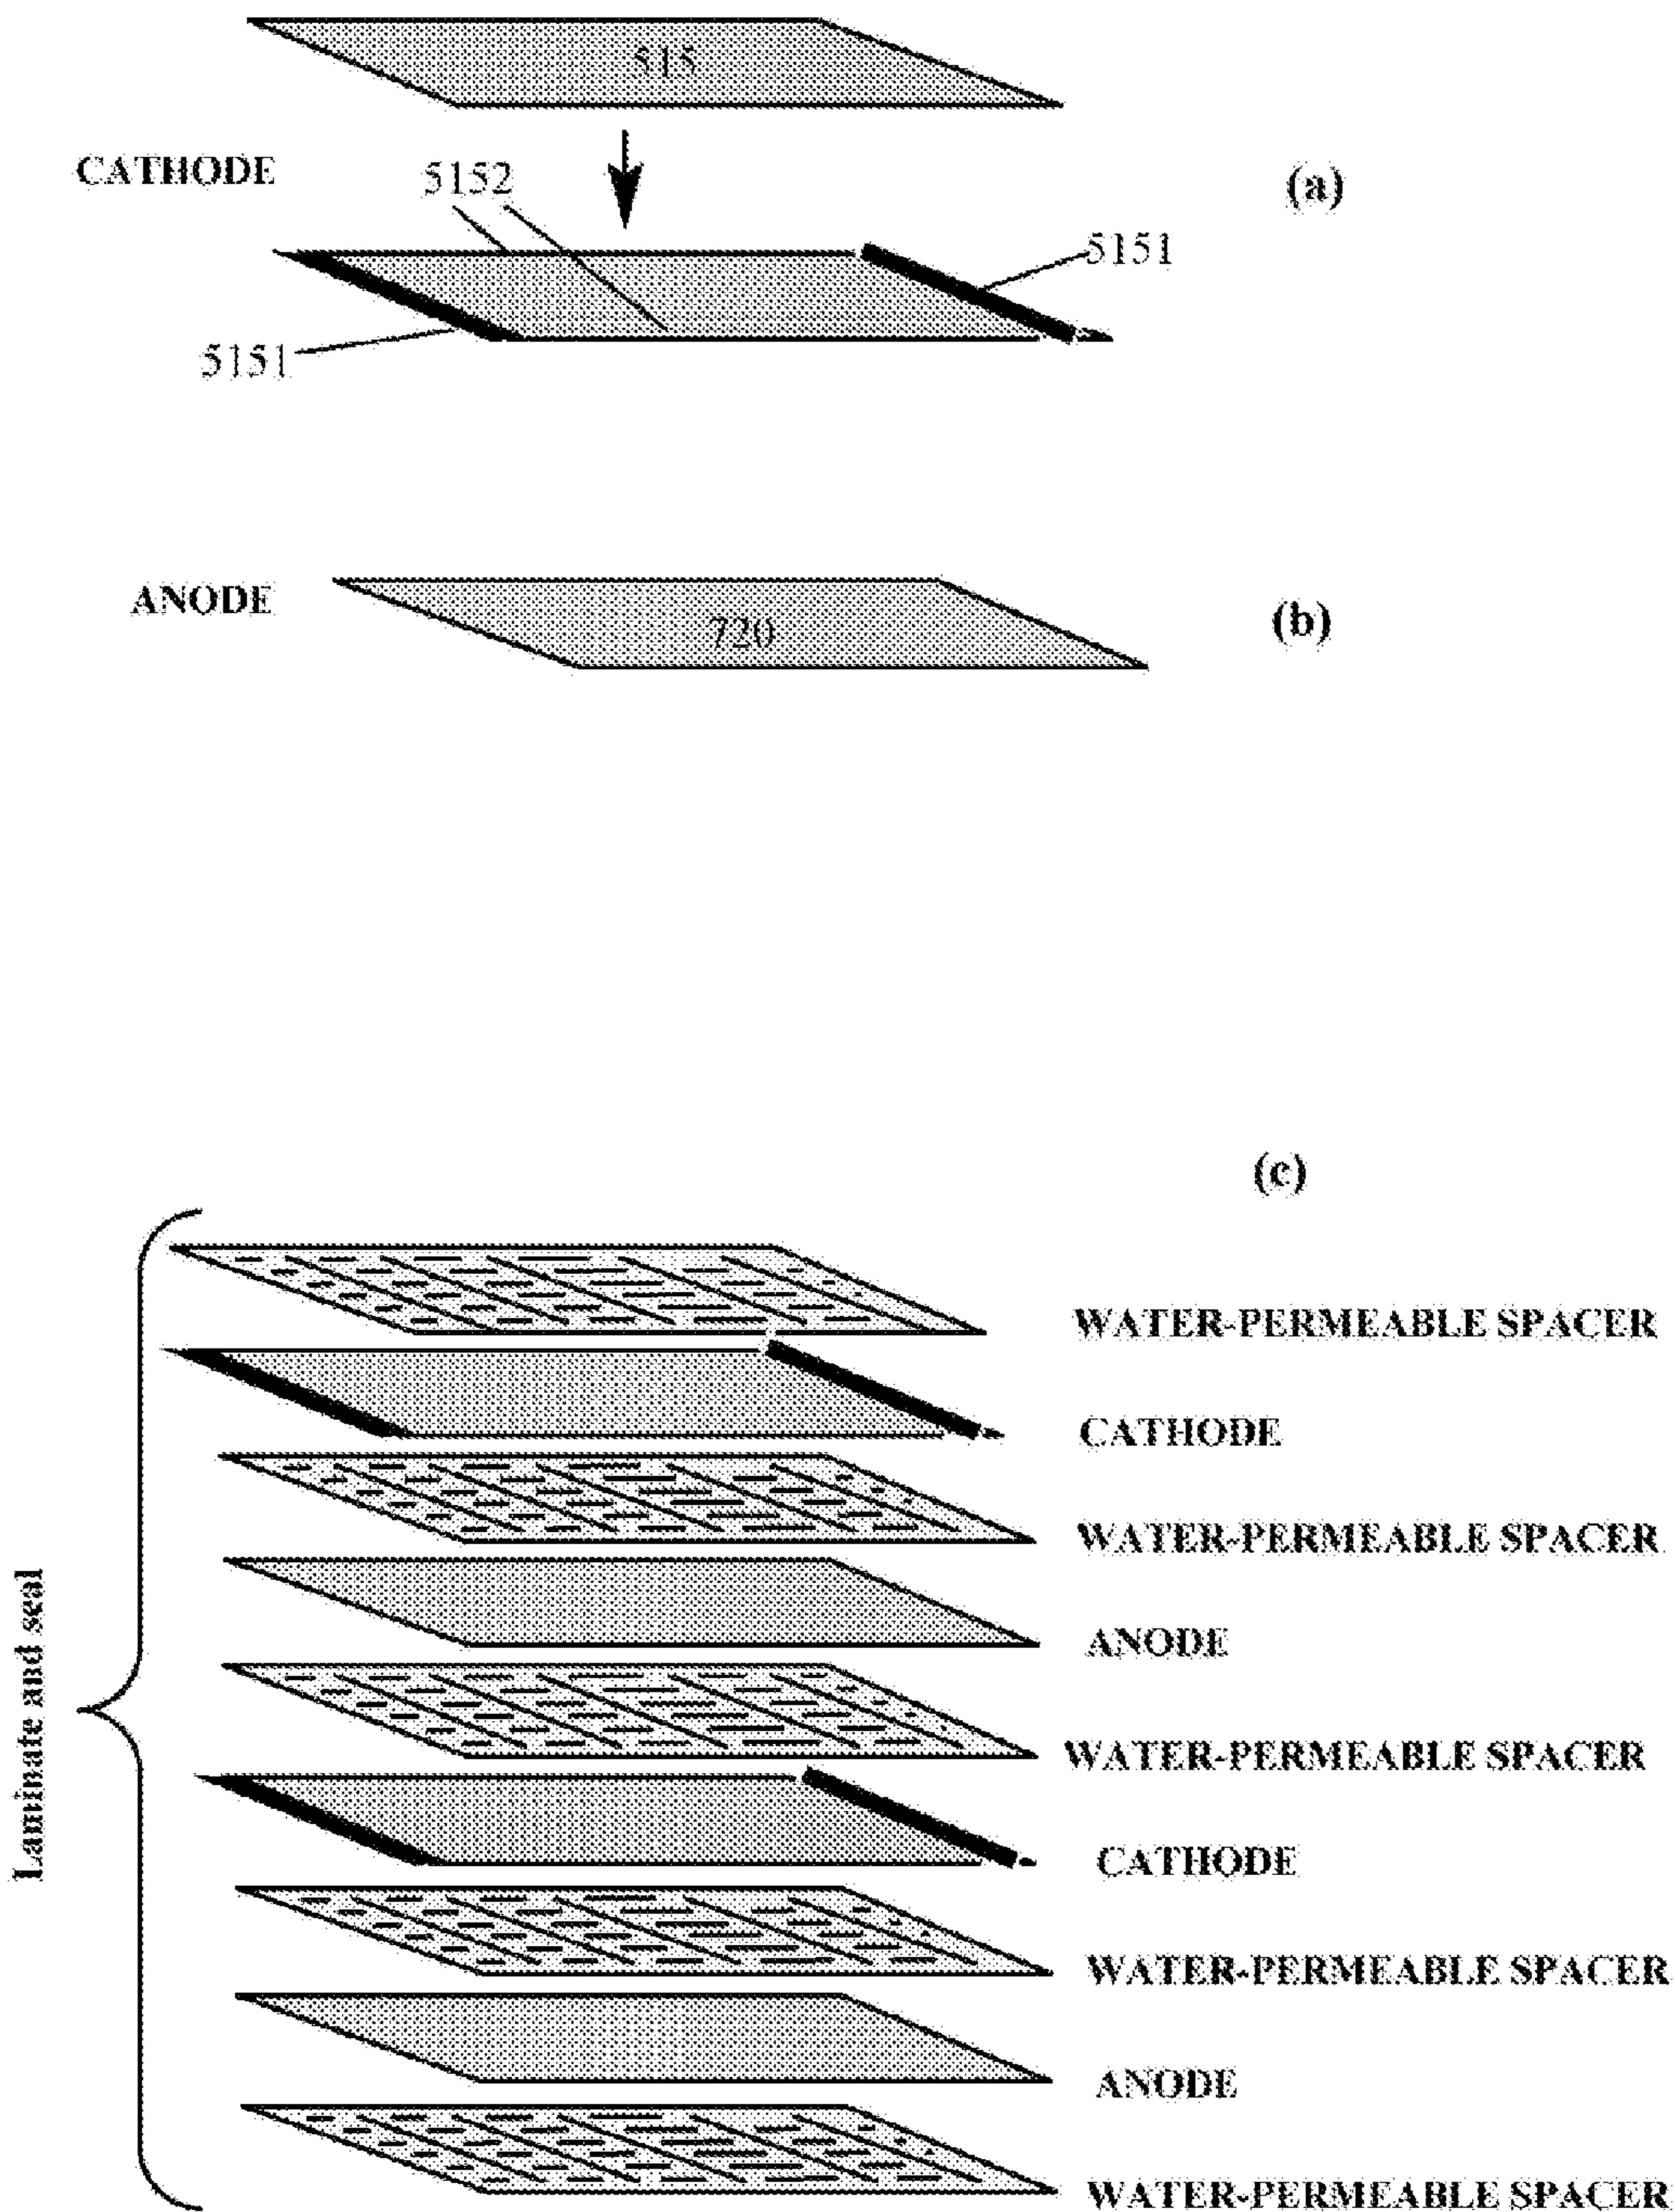 515
CATHODE
5152
(a)
5151
5151
ANODE
720
(b)
(c)
Laminate and seal
WATER-PERMEABLE SPACER
CATHODE
WATER-PERMEABLE SPACER
ANODE
WATER-PERMEABLE SPACER
CATHODE
WATER-PERMEABLE SPACER
ANODE
WATER-PERMEABLE SPACER